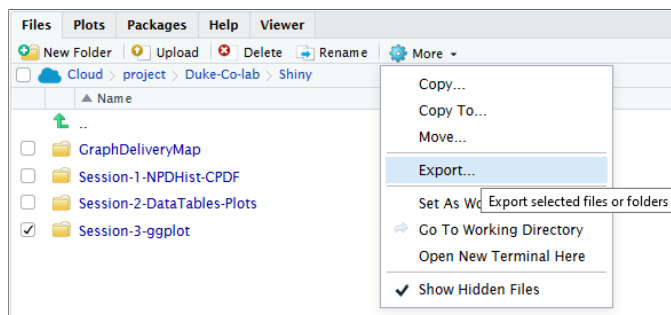 Files Plots Packages Help Viewer
New Folder Upload Delete Rename More
Cloud > project > Duke-Co-lab > Shiny
Name
..
GraphDeliveryMap
Session-1-NPDHist-CPDF
Session-2-DataTables-Plots
Session-3-ggplot
Copy...
Copy To...
Move...
Export...
Export selected files or folders
Set As Wo
Go To Working Directory
Open New Terminal Here
Show Hidden Files